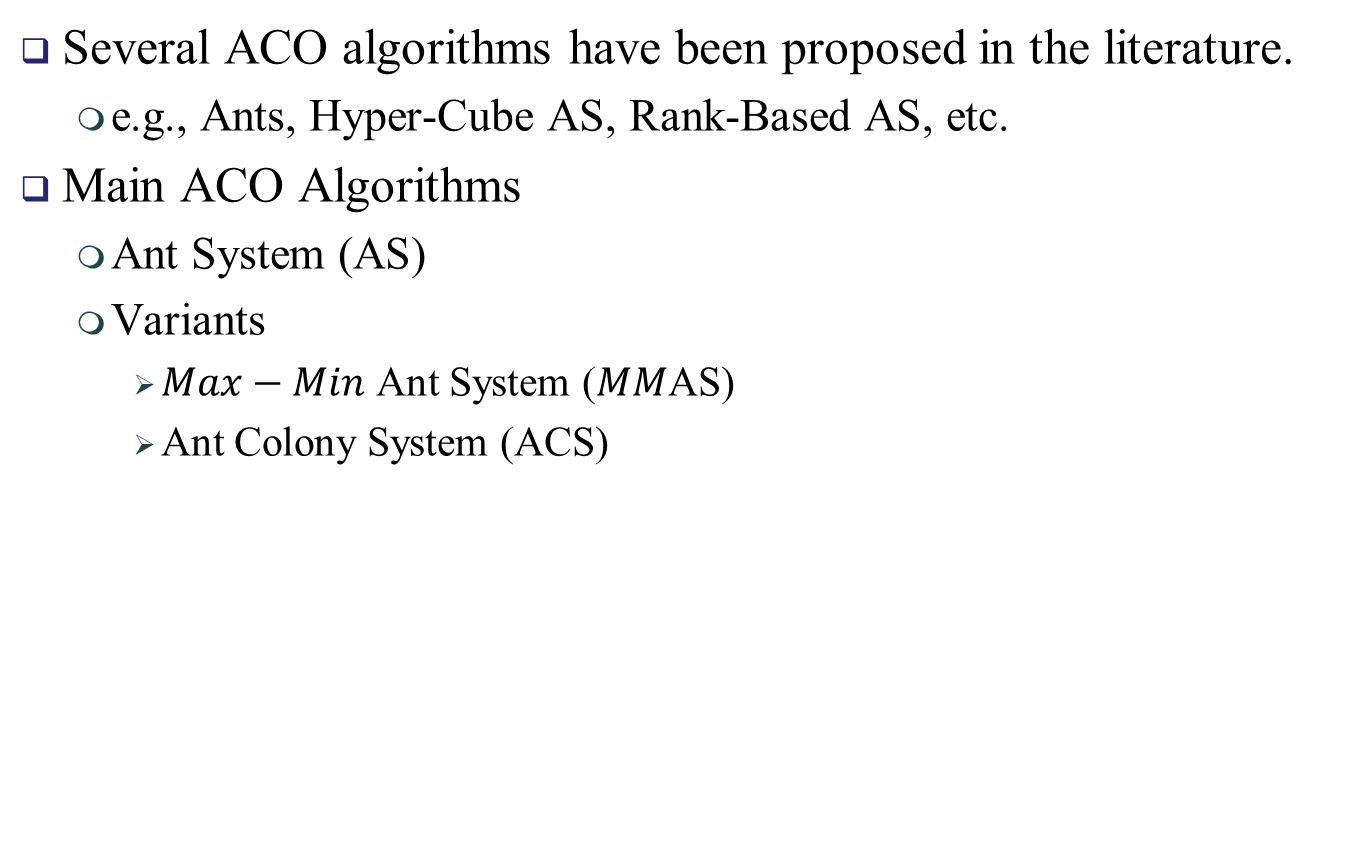 ❑ Several ACO algorithms have been proposed in the literature.
❍ e.g., Ants, Hyper-Cube AS, Rank-Based AS, etc.
❑ Main ACO Algorithms
❍ Ant System (AS)
❍ Variants
➢ 𝑀𝑎𝑥 − 𝑀𝑖𝑛 Ant System (𝑀𝑀AS)
➢ Ant Colony System (ACS)